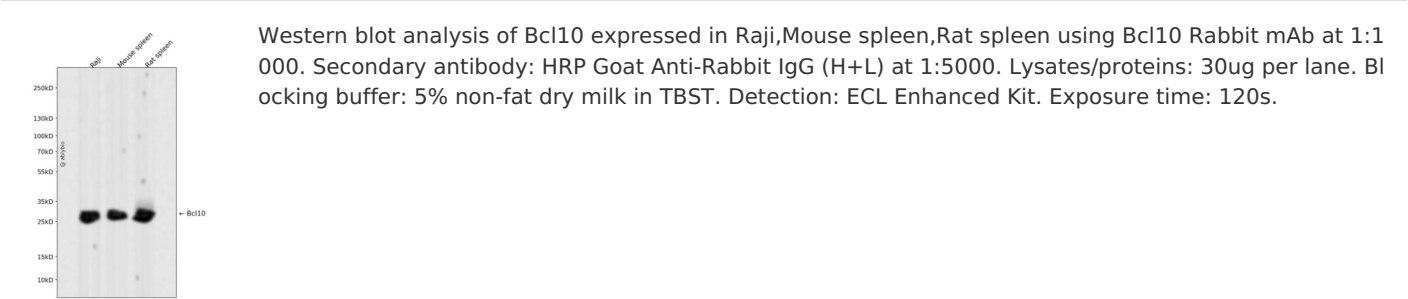 Raji
Mouse spleen
Rat spleen
Western blot analysis of Bcl10 expressed in Raji,Mouse spleen,Rat spleen using Bcl10 Rabbit mAb at 1:1
000. Secondary antibody: HRP Goat Anti-Rabbit IgG (H+L) at 1:5000. Lysates/proteins: 30ug per lane. Bl
ocking buffer: 5% non-fat dry milk in TBST. Detection: ECL Enhanced Kit. Exposure time: 120s.
250kD
130kD
100kD
70kD
55kD
35kD
25kD
15kD
10kD
← Bcl10